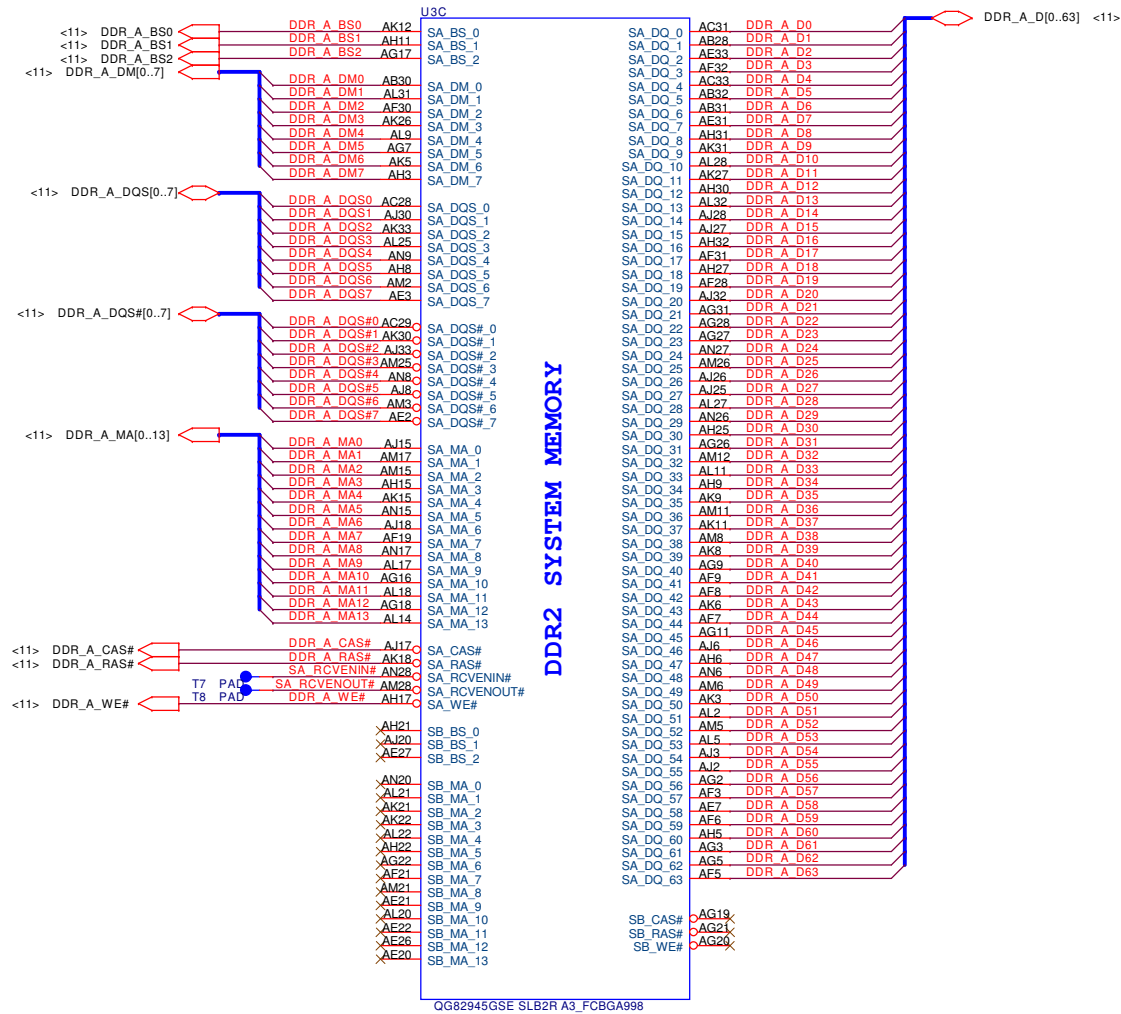 U3C
<11> DDR_A_BS0 DDR_A_BS0 AK12 SA_BS_0
<11> DDR_A_BS1 DDR_A_BS1 AH11 SA_BS_1
<11> DDR_A_BS2 DDR_A_BS2 AG17 SA_BS_2
<11> DDR_A_DM[0..7]
DDR_A_DM0 AB30 SA_DM_0
DDR_A_DM1 AL31 SA_DM_1
DDR_A_DM2 AF30 SA_DM_2
DDR_A_DM3 AK26 SA_DM_3
DDR_A_DM4 AL9 SA_DM_4
DDR_A_DM5 AG7 SA_DM_5
DDR_A_DM6 AK5 SA_DM_6
DDR_A_DM7 AH3 SA_DM_7
<11> DDR_A_DQS[0..7]
DDR_A_DQS0 AC28 SA_DQS_0
DDR_A_DQS1 AJ30 SA_DQS_1
DDR_A_DQS2 AK33 SA_DQS_2
DDR_A_DQS3 AL25 SA_DQS_3
DDR_A_DQS4 AN9 SA_DQS_4
DDR_A_DQS5 AH8 SA_DQS_5
DDR_A_DQS6 AM2 SA_DQS_6
DDR_A_DQS7 AE3 SA_DQS_7
<11> DDR_A_DQS#[0..7]
DDR_A_DQS#0 AC29 SA_DQS#_0
DDR_A_DQS#1 AK30 SA_DQS#_1
DDR_A_DQS#2 AJ33 SA_DQS#_2
DDR_A_DQS#3 AM25 SA_DQS#_3
DDR_A_DQS#4 AN8 SA_DQS#_4
DDR_A_DQS#5 AJ8 SA_DQS#_5
DDR_A_DQS#6 AM3 SA_DQS#_6
DDR_A_DQS#7 AE2 SA_DQS#_7
<11> DDR_A_MA[0..13]
DDR_A_MA0 AJ15 SA_MA_0
DDR_A_MA1 AM17 SA_MA_1
DDR_A_MA2 AM15 SA_MA_2
DDR_A_MA3 AH15 SA_MA_3
DDR_A_MA4 AK15 SA_MA_4
DDR_A_MA5 AN15 SA_MA_5
DDR_A_MA6 AJ18 SA_MA_6
DDR_A_MA7 AF19 SA_MA_7
DDR_A_MA8 AN17 SA_MA_8
DDR_A_MA9 AL17 SA_MA_9
DDR_A_MA10 AG16 SA_MA_10
DDR_A_MA11 AL18 SA_MA_11
DDR_A_MA12 AG18 SA_MA_12
DDR_A_MA13 AL14 SA_MA_13
<11> DDR_A_CAS# DDR_A_CAS# AJ17 SA_CAS#
<11> DDR_A_RAS# DDR_A_RAS# AK18 SA_RAS#
T7 PAD SA_RCVENIN# AN28 SA_RCVENIN#
T8 PAD SA_RCVENOUT# AM28 SA_RCVENOUT#
<11> DDR_A_WE# DDR_A_WE# AH17 SA_WE#
AH21 SB_BS_0
AJ20 SB_BS_1
AE27 SB_BS_2
AN20 SB_MA_0
AL21 SB_MA_1
AK21 SB_MA_2
AK22 SB_MA_3
AL22 SB_MA_4
AH22 SB_MA_5
AG22 SB_MA_6
AF21 SB_MA_7
AM21 SB_MA_8
AE21 SB_MA_9
AL20 SB_MA_10
AE22 SB_MA_11
AE26 SB_MA_12
AE20 SB_MA_13
DDR2 SYSTEM MEMORY
SA_DQ_0 AC31 DDR_A_D0
SA_DQ_1 AB28 DDR_A_D1
SA_DQ_2 AE33 DDR_A_D2
SA_DQ_3 AF32 DDR_A_D3
SA_DQ_4 AC33 DDR_A_D4
SA_DQ_5 AB32 DDR_A_D5
SA_DQ_6 AB31 DDR_A_D6
SA_DQ_7 AE31 DDR_A_D7
SA_DQ_8 AH31 DDR_A_D8
SA_DQ_9 AK31 DDR_A_D9
SA_DQ_10 AL28 DDR_A_D10
SA_DQ_11 AK27 DDR_A_D11
SA_DQ_12 AH30 DDR_A_D12
SA_DQ_13 AL32 DDR_A_D13
SA_DQ_14 AJ28 DDR_A_D14
SA_DQ_15 AJ27 DDR_A_D15
SA_DQ_16 AH32 DDR_A_D16
SA_DQ_17 AF31 DDR_A_D17
SA_DQ_18 AH27 DDR_A_D18
SA_DQ_19 AF28 DDR_A_D19
SA_DQ_20 AJ32 DDR_A_D20
SA_DQ_21 AG31 DDR_A_D21
SA_DQ_22 AG28 DDR_A_D22
SA_DQ_23 AG27 DDR_A_D23
SA_DQ_24 AN27 DDR_A_D24
SA_DQ_25 AM26 DDR_A_D25
SA_DQ_26 AJ26 DDR_A_D26
SA_DQ_27 AJ25 DDR_A_D27
SA_DQ_28 AL27 DDR_A_D28
SA_DQ_29 AN26 DDR_A_D29
SA_DQ_30 AH25 DDR_A_D30
SA_DQ_31 AG26 DDR_A_D31
SA_DQ_32 AM12 DDR_A_D32
SA_DQ_33 AL11 DDR_A_D33
SA_DQ_34 AH9 DDR_A_D34
SA_DQ_35 AK9 DDR_A_D35
SA_DQ_36 AM11 DDR_A_D36
SA_DQ_37 AK11 DDR_A_D37
SA_DQ_38 AM8 DDR_A_D38
SA_DQ_39 AK8 DDR_A_D39
SA_DQ_40 AG9 DDR_A_D40
SA_DQ_41 AF9 DDR_A_D41
SA_DQ_42 AF8 DDR_A_D42
SA_DQ_43 AK6 DDR_A_D43
SA_DQ_44 AF7 DDR_A_D44
SA_DQ_45 AG11 DDR_A_D45
SA_DQ_46 AJ6 DDR_A_D46
SA_DQ_47 AH6 DDR_A_D47
SA_DQ_48 AN6 DDR_A_D48
SA_DQ_49 AM6 DDR_A_D49
SA_DQ_50 AK3 DDR_A_D50
SA_DQ_51 AL2 DDR_A_D51
SA_DQ_52 AM5 DDR_A_D52
SA_DQ_53 AL5 DDR_A_D53
SA_DQ_54 AJ3 DDR_A_D54
SA_DQ_55 AJ2 DDR_A_D55
SA_DQ_56 AG2 DDR_A_D56
SA_DQ_57 AF3 DDR_A_D57
SA_DQ_58 AE7 DDR_A_D58
SA_DQ_59 AF6 DDR_A_D59
SA_DQ_60 AH5 DDR_A_D60
SA_DQ_61 AG3 DDR_A_D61
SA_DQ_62 AG5 DDR_A_D62
SA_DQ_63 AF5 DDR_A_D63
DDR_A_D[0..63] <11>
SB_CAS# AG19
SB_RAS# AG21
SB_WE# AG20
QG82945GSE SLB2R A3_FCBGA998